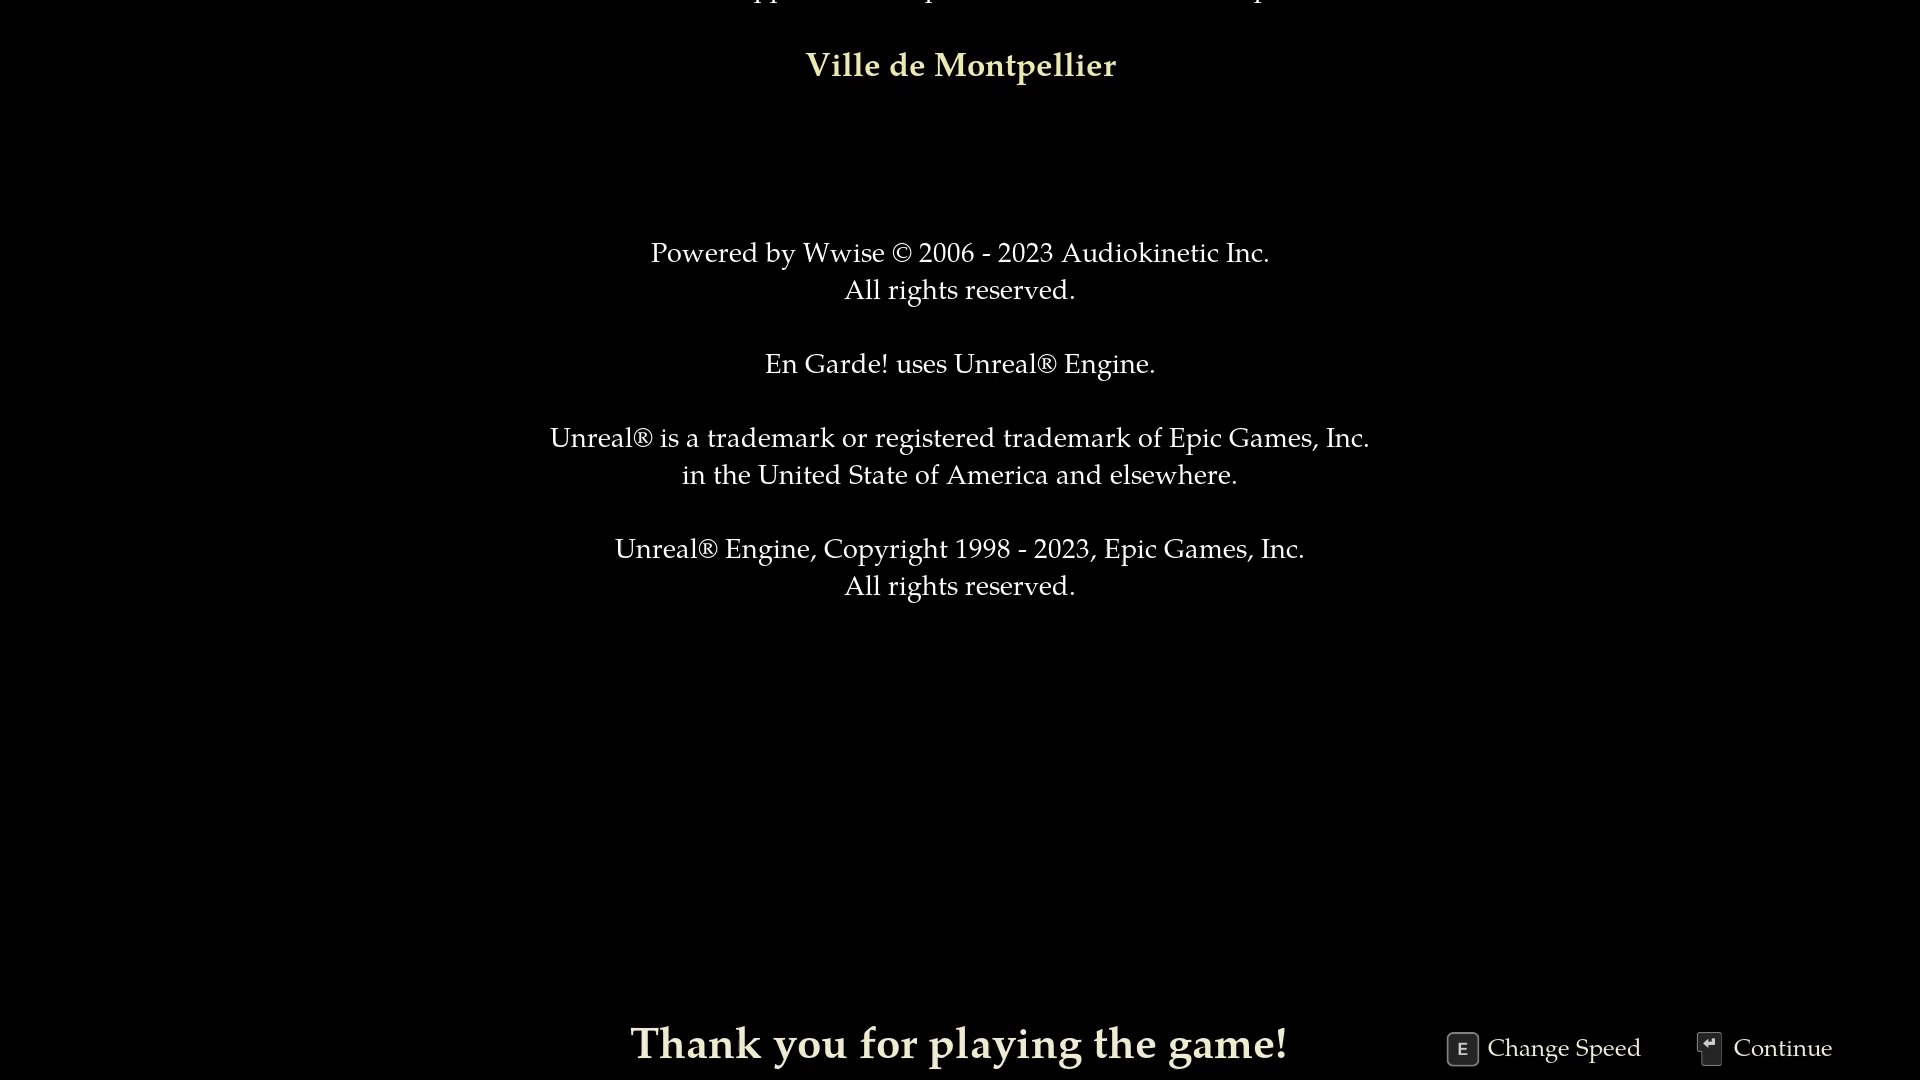 Ville de Montpellier
Powered by Wwise © 2006 - 2023 Audiokinetic Inc.
All rights reserved.
En Garde! uses Unreal® Engine.
Unreal® is a trademark or registered trademark of Epic Games, Inc.
in the United State of America and elsewhere.
Unreal® Engine, Copyright 1998 - 2023, Epic Games, Inc.
All rights reserved.
Thank you for playing the game!
E Change Speed
Continue